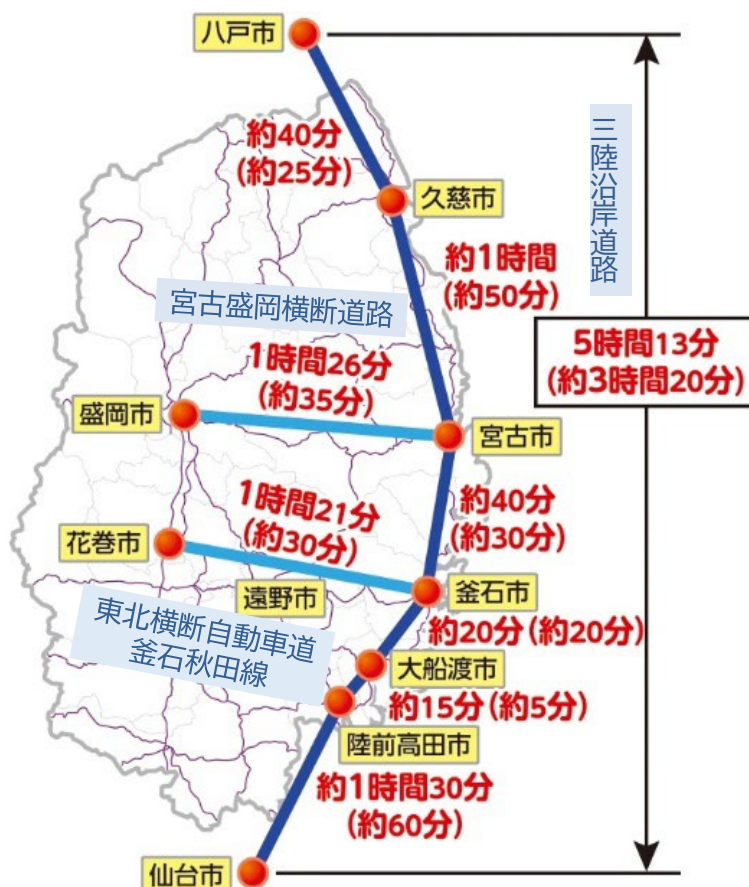 八戸市
約40分
(約25分)
久慈市
三陸沿岸道路
約1時間
(約50分)
宮古盛岡横断道路
5時間13分
(約3時間20分)
1時間26分
(約35分)
盛岡市
宮古市
1時間21分
(約30分)
約40分
(約30分)
花巻市
遠野市
釜石市
東北横断自動車道
釜石秋田線
約20分(約20分)
大船渡市
約15分(約5分)
陸前高田市
約1時間30分
(約60分)
仙台市